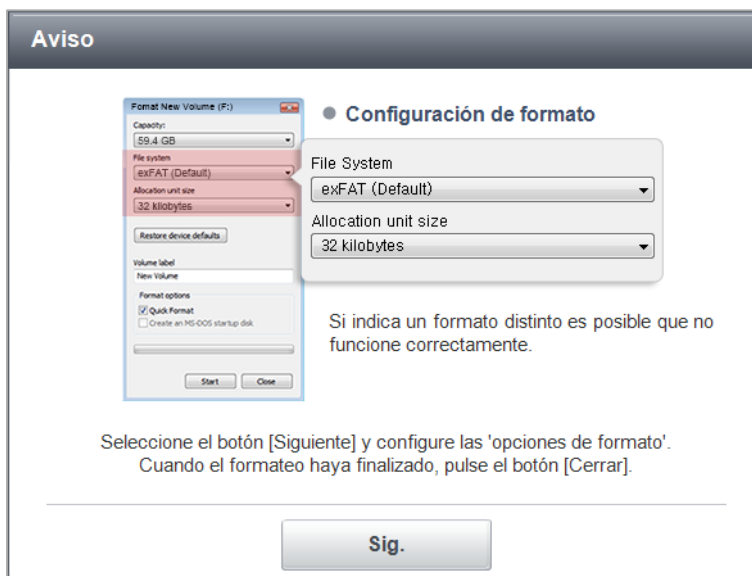 Aviso
Fomat New Volume (F:)
Capacity:
59.4 GB
File system
exFAT (Default)
Allocation unit size
32 kilobytes
Restore device defaults
Volume label
New Volume
Format options
Quick Format
Create an MS-DOS startup disk
Start Close
Configuración de formato
File System
exFAT (Default)
Allocation unit size
32 kilobytes
Si indica un formato distinto es posible que no
funcione correctamente.
Seleccione el botón [Siguiente] y configure las 'opciones de formato'.
Cuando el formateo haya finalizado, pulse el botón [Cerrar].
Sig.